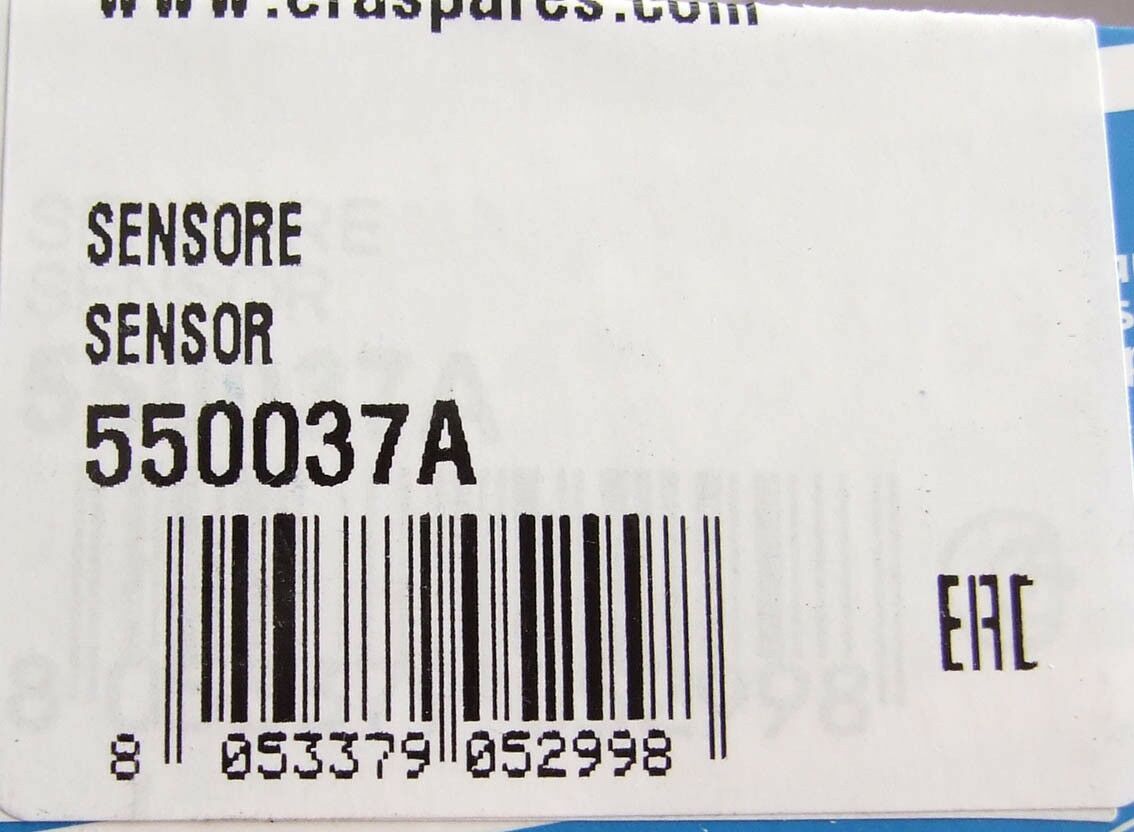 www.eraspares.com
SENSORE
SENSOR
550037A
EAC
8 053379 052998